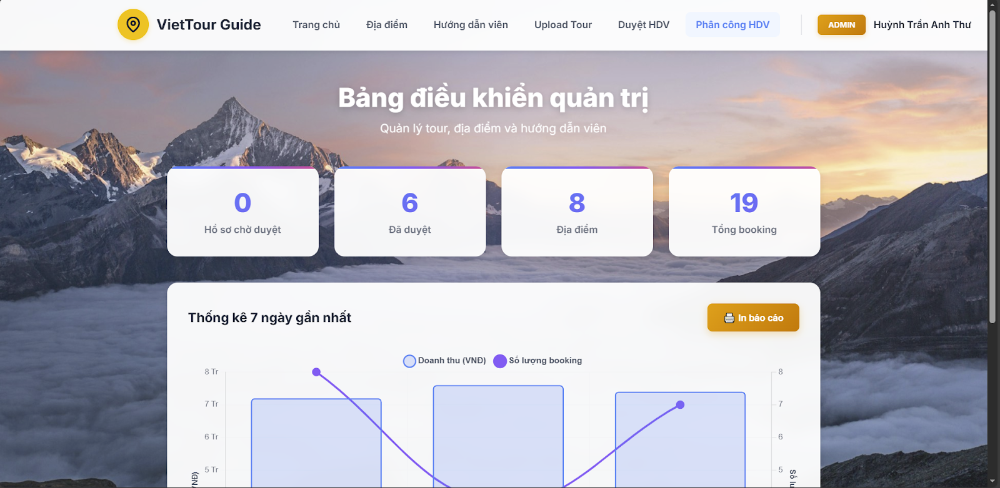 VietTour Guide
Trang chủ
Địa điểm
Hướng dẫn viên
Upload Tour
Duyệt HDV
Phân công HDV
ADMIN
Huỳnh Trần Anh Thư
Bảng điều khiển quản trị
Quản lý tour, địa điểm và hướng dẫn viên
0
Hồ sơ chờ duyệt
6
Đã duyệt
8
Địa điểm
19
Tổng booking
Thống kê 7 ngày gần nhất
In báo cáo
Doanh thu (VNĐ)
Số lượng booking
8 Tr
7 Tr
6 Tr
5 Tr
8
7
6
5